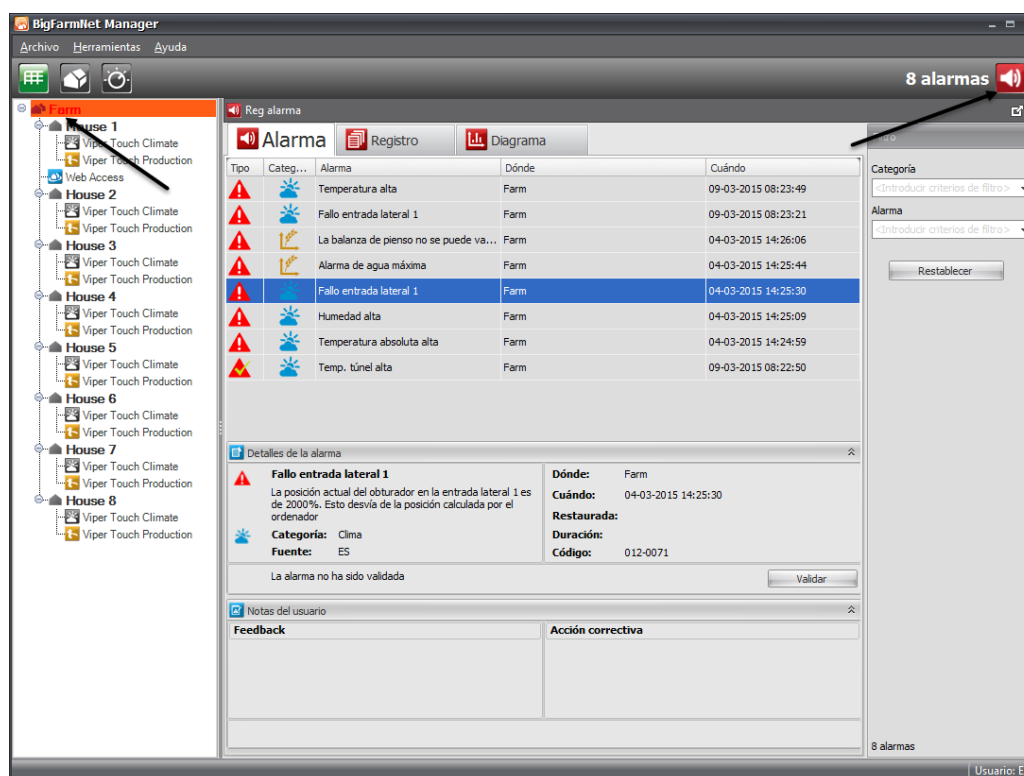 BigFarmNet Manager
Archivo Herramientas Ayuda
8 alarmas
Farm
House 1
Viper Touch Climate
Viper Touch Production
Web Access
House 2
Viper Touch Climate
Viper Touch Production
House 3
Viper Touch Climate
Viper Touch Production
House 4
Viper Touch Climate
Viper Touch Production
House 5
Viper Touch Climate
Viper Touch Production
House 6
Viper Touch Climate
Viper Touch Production
House 7
Viper Touch Climate
Viper Touch Production
House 8
Viper Touch Climate
Viper Touch Production
Reg alarma
Alarma Registro Diagrama
Tipo Categ... Alarma Dónde Cuándo
Temperatura alta Farm 09-03-2015 08:23:49
Fallo entrada lateral 1 Farm 09-03-2015 08:23:21
La balanza de pienso no se puede va... Farm 04-03-2015 14:26:06
Alarma de agua máxima Farm 04-03-2015 14:25:44
Fallo entrada lateral 1 Farm 04-03-2015 14:25:30
Humedad alta Farm 04-03-2015 14:25:09
Temperatura absoluta alta Farm 04-03-2015 14:24:59
Temp. túnel alta Farm 09-03-2015 08:22:50
Detalles de la alarma
Fallo entrada lateral 1
La posición actual del obturador en la entrada lateral 1 es
de 2000%. Esto desvía de la posición calculada por el
ordenador
Categoría: Clima
Fuente: ES
Dónde: Farm
Cuándo: 04-03-2015 14:25:30
Restaurada:
Duración:
Código: 012-0071
La alarma no ha sido validada
Validar
Notas del usuario
Feedback Acción correctiva
Categoría
<Introducir criterios de filtro>
Alarma
<Introducir criterios de filtro>
Restablecer
8 alarmas
Usuario: E